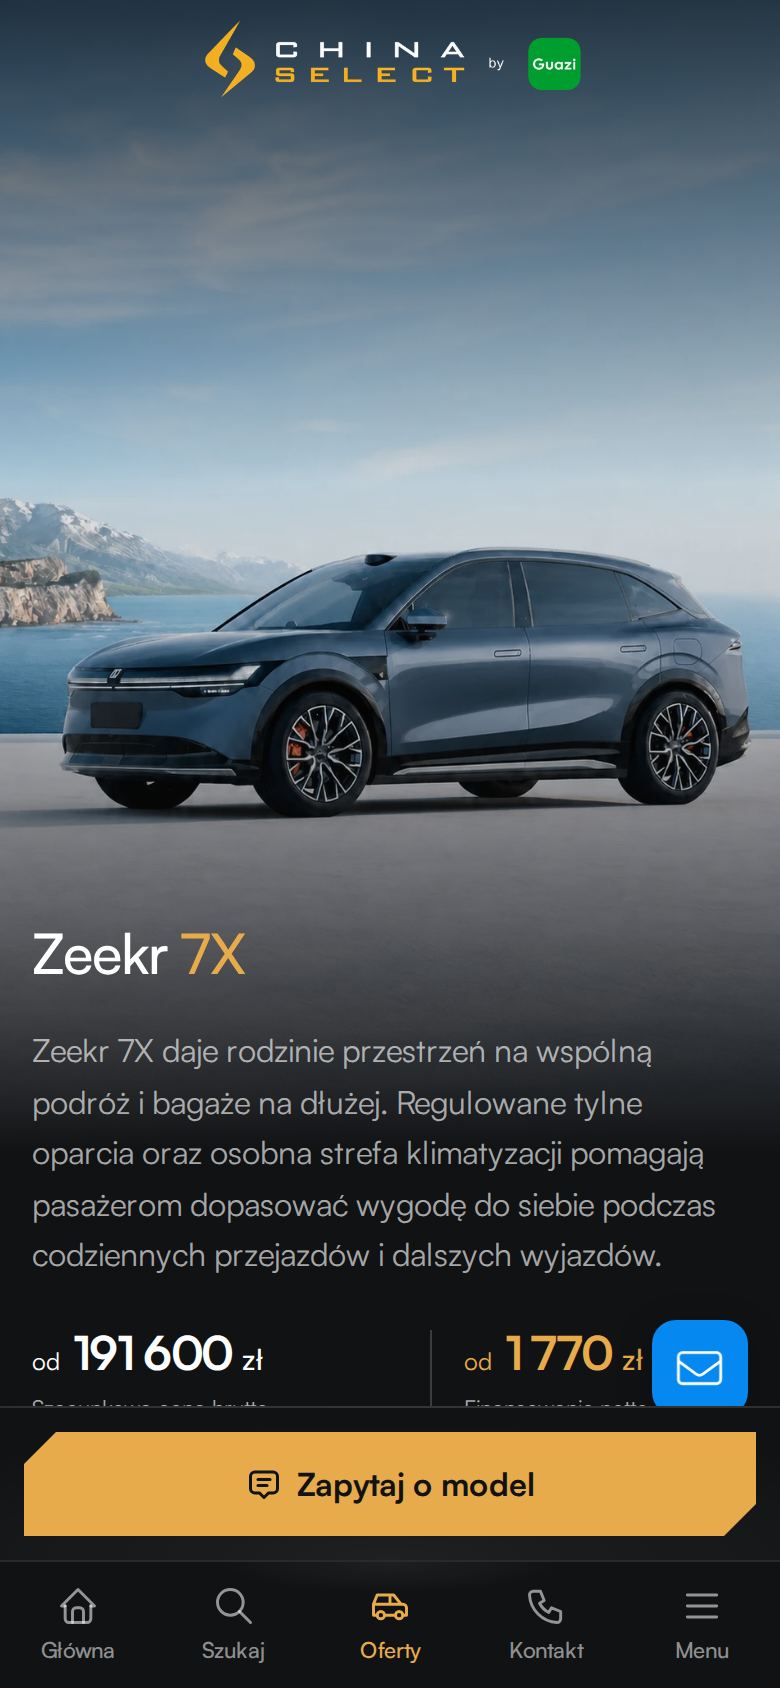 CHINA
SELECT
by
Guazi
Zeekr 7X
Zeekr 7X daje rodzinie przestrzeń na wspólną
podróż i bagaże na dłużej. Regulowane tylne
oparcia oraz osobna strefa klimatyzacji pomagają
pasażerom dopasować wygodę do siebie podczas
codziennych przejazdów i dalszych wyjazdów.
od 191 600 zł
od 1 770 zł
Zapytaj o model
Główna
Szukaj
Oferty
Kontakt
Menu